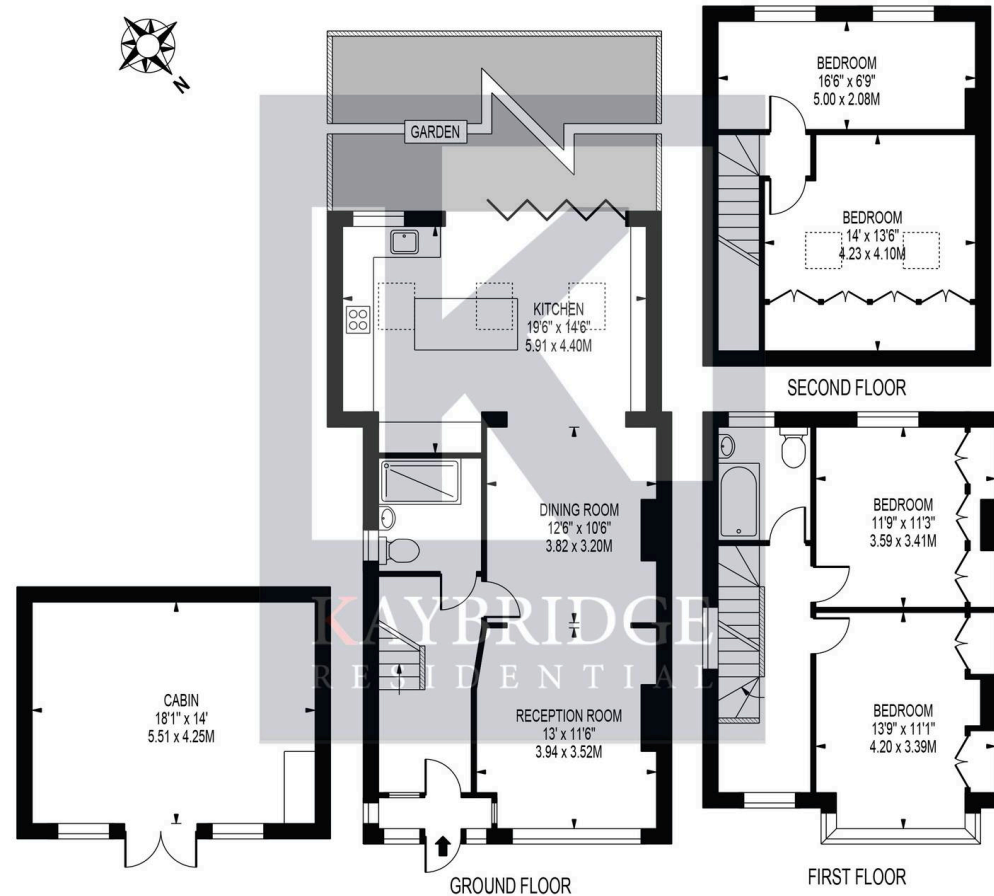 N
GARDEN
KITCHEN
19'6" x 14'6"
5.91 x 4.40M
DINING ROOM
12'6" x 10'6"
3.82 x 3.20M
RECEPTION ROOM
13' x 11'6"
3.94 x 3.52M
GROUND FLOOR
CABIN
18'1" x 14'
5.51 x 4.25M
BEDROOM
16'6" x 6'9"
5.00 x 2.08M
BEDROOM
14' x 13'6"
4.23 x 4.10M
SECOND FLOOR
BEDROOM
11'9" x 11'3"
3.59 x 3.41M
BEDROOM
13'9" x 11'1"
4.20 x 3.39M
FIRST FLOOR
K
KAYBRIDGE
RESIDENTIAL